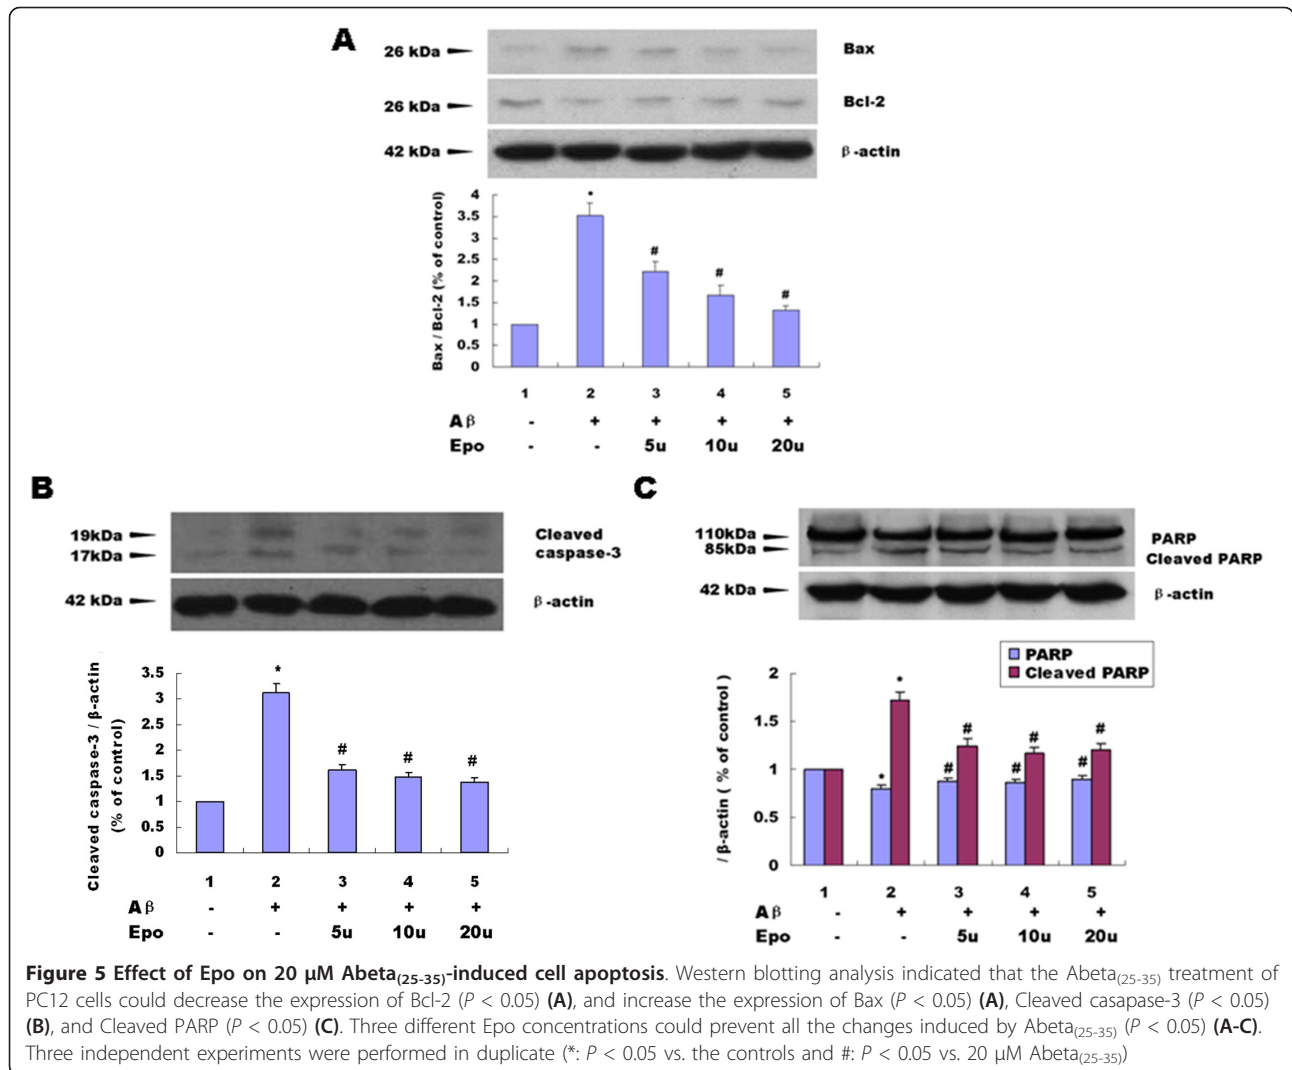 A
26 kDa
Bax
26 kDa
Bcl-2
42 kDa
β-actin
Bax / Bcl-2 (% of control)
4
3.5
3
2.5
2
1.5
1
0.5
0
*
#
#
#
1 2 3 4 5
Aβ - + + + +
Epo - - 5u 10u 20u
B
19kDa
17kDa
Cleaved
caspase-3
42 kDa
β-actin
Cleaved caspase-3 / β-actin
(% of control)
3.5
3
2.5
2
1.5
1
0.5
0
*
#
#
#
1 2 3 4 5
Aβ - + + + +
Epo - - 5u 10u 20u
C
110kDa
85kDa
PARP
Cleaved PARP
42 kDa
β-actin
PARP
Cleaved PARP
/ β-actin ( % of control )
2
1.5
1
0.5
0
*
*
#
#
#
#
#
#
1 2 3 4 5
Aβ - + + + +
Epo - - 5u 10u 20u
Figure 5 Effect of Epo on 20 μM Abeta(25-35)-induced cell apoptosis. Western blotting analysis indicated that the Abeta(25-35) treatment of
PC12 cells could decrease the expression of Bcl-2 (P < 0.05) (A), and increase the expression of Bax (P < 0.05) (A), Cleaved casapase-3 (P < 0.05)
(B), and Cleaved PARP (P < 0.05) (C). Three different Epo concentrations could prevent all the changes induced by Abeta(25-35) (P < 0.05) (A-C).
Three independent experiments were performed in duplicate (*: P < 0.05 vs. the controls and #: P < 0.05 vs. 20 μM Abeta(25-35))